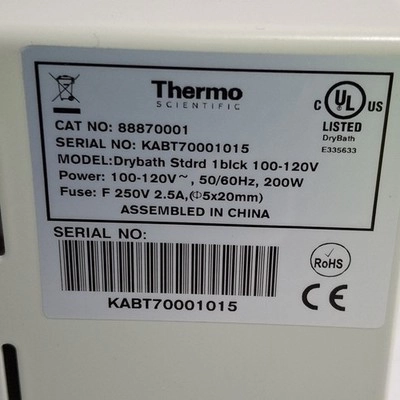 Thermo
SCIENTIFIC
C UL US
LISTED
DryBath
E335633
CAT NO: 88870001
SERIAL NO: KABT70001015
MODEL:Drybath Stdrd 1blck 100-120V
Power: 100-120V~, 50/60Hz, 200W
Fuse: F 250V 2.5A,(Φ5x20mm)
ASSEMBLED IN CHINA
SERIAL NO:
KABT70001015
RoHS
CE